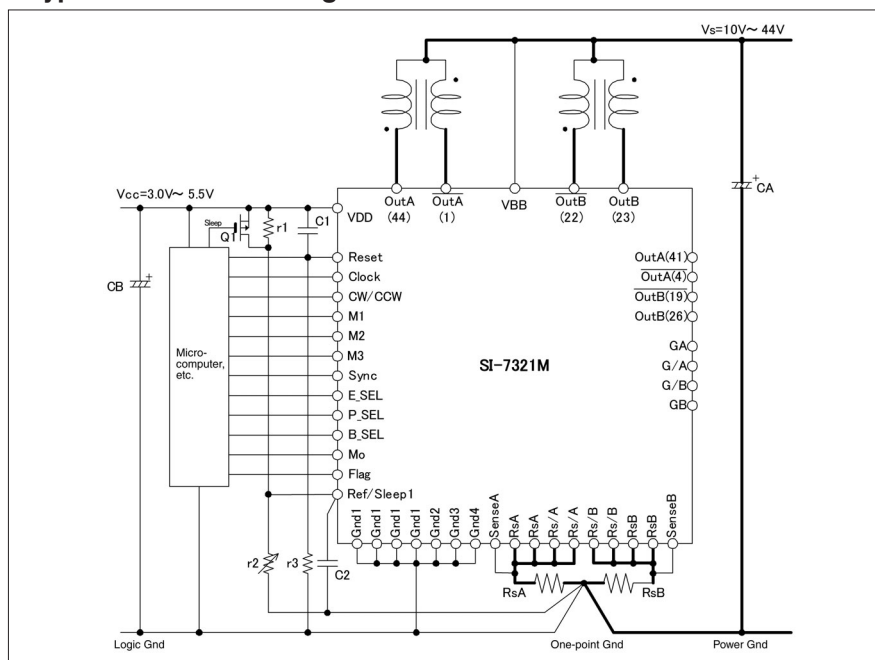 Vs=10V～ 44V
Vcc=3.0V～ 5.5V
CA
CB
Sleep
Q1
r1
C1
VDD
OutA
(44)
OutA
(1)
VBB
OutB
(22)
OutB
(23)
Reset
Clock
CW/CCW
M1
M2
M3
Sync
E_SEL
P_SEL
B_SEL
Mo
Flag
Ref/Sleep1
Micro-
computer,
etc.
SI-7321M
OutA(41)
OutA(4)
OutB(19)
OutB(26)
GA
G/A
G/B
GB
Gnd1
Gnd1
Gnd1
Gnd1
Gnd2
Gnd3
Gnd4
SenseA
RsA
RsA
Rs/A
Rs/A
Rs/B
Rs/B
RsB
RsB
SenseB
r2
r3
C2
RsA
RsB
Logic Gnd
One-point Gnd
Power Gnd